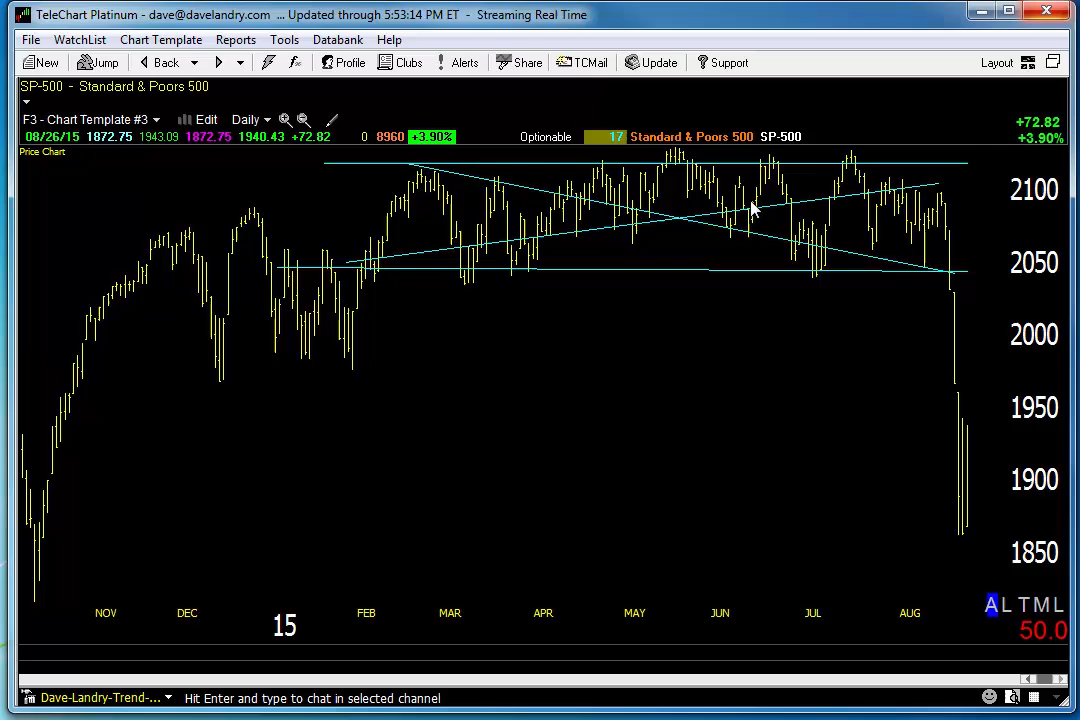 TeleChart Platinum - dave@davelandry.com ... Updated through 5:53:14 PM ET - Streaming Real Time
File WatchList Chart Template Reports Tools Databank Help
New Jump Back Profile Clubs Alerts Share TCMail Update Support Layout
SP-500 - Standard & Poors 500
F3 - Chart Template #3 Edit Daily
+72.82
08/26/15 1872.75 1943.09 1872.75 1940.43 +72.82 0 8960 +3.90% Optionable 17 Standard & Poors 500 SP-500 +3.90%
Price Chart
2100
2050
2000
1950
1900
1850
NOV DEC 15 FEB MAR APR MAY JUN JUL AUG
A L T M L
50.0
Dave-Landry-Trend-... Hit Enter and type to chat in selected channel